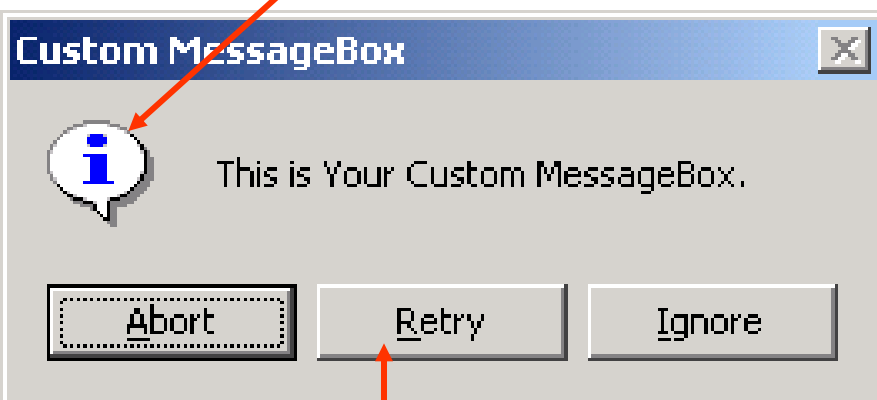 Custom MessageBox
i
This is Your Custom MessageBox.
Abort Retry Ignore